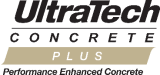 UltraTech
CONCRETE
PLUS
Performance Enhanced Concrete